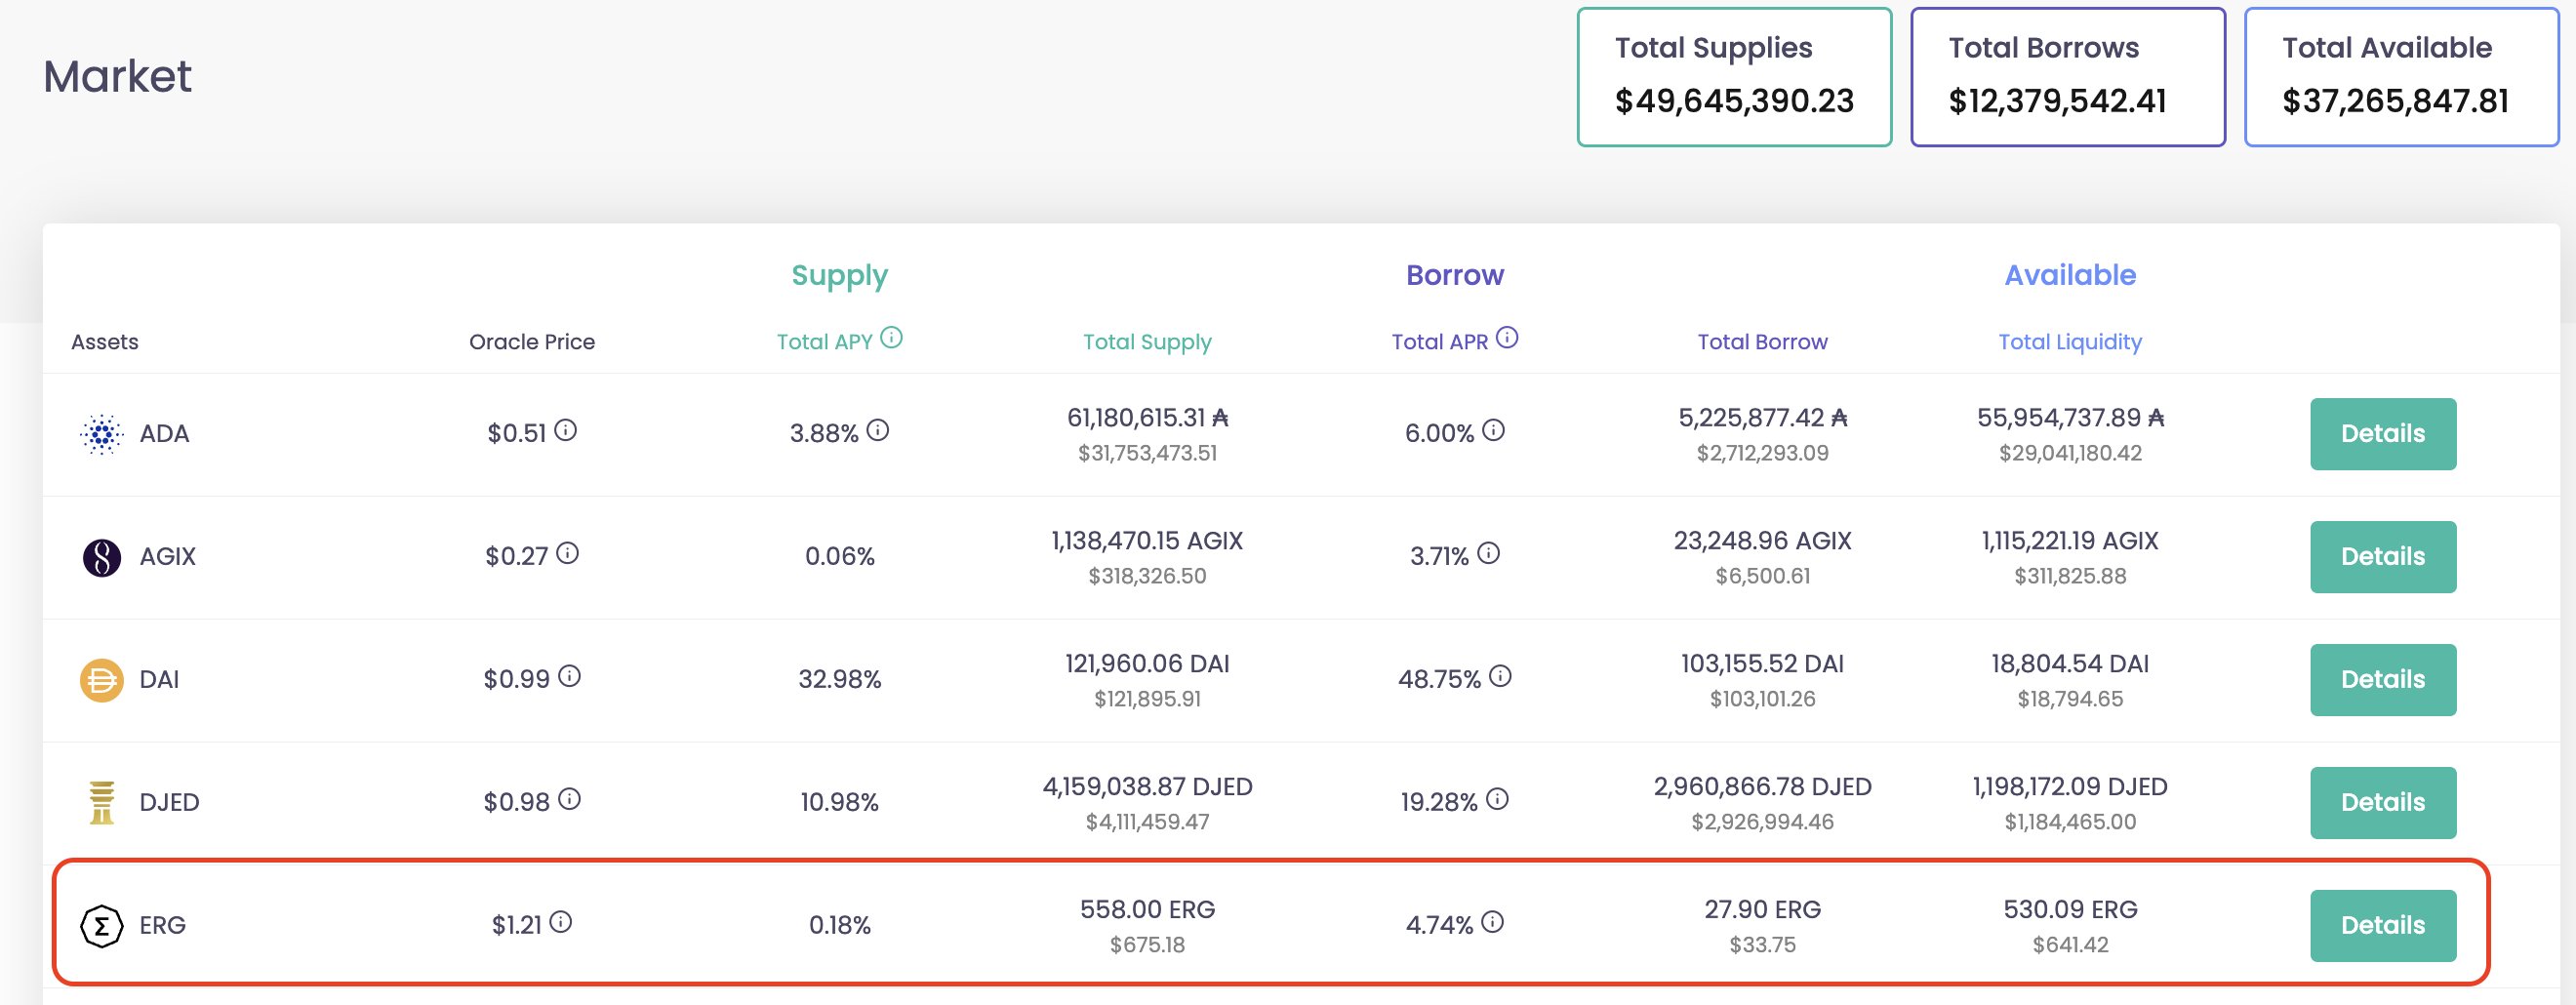 Market
Total Supplies
$49,645,390.23
Total Borrows
$12,379,542.41
Total Available
$37,265,847.81
Supply Borrow Available
Assets Oracle Price Total APY Total Supply Total APR Total Borrow Total Liquidity
ADA $0.51 3.88% 61,180,615.31 ₳ 6.00% 5,225,877.42 ₳ 55,954,737.89 ₳ Details
$31,753,473.51 $2,712,293.09 $29,041,180.42
AGIX $0.27 0.06% 1,138,470.15 AGIX 3.71% 23,248.96 AGIX 1,115,221.19 AGIX Details
$318,326.50 $6,500.61 $311,825.88
DAI $0.99 32.98% 121,960.06 DAI 48.75% 103,155.52 DAI 18,804.54 DAI Details
$121,895.91 $103,101.26 $18,794.65
DJED $0.98 10.98% 4,159,038.87 DJED 19.28% 2,960,866.78 DJED 1,198,172.09 DJED Details
$4,111,459.47 $2,926,994.46 $1,184,465.00
Σ ERG $1.21 0.18% 558.00 ERG 4.74% 27.90 ERG 530.09 ERG Details
$675.18 $33.75 $641.42